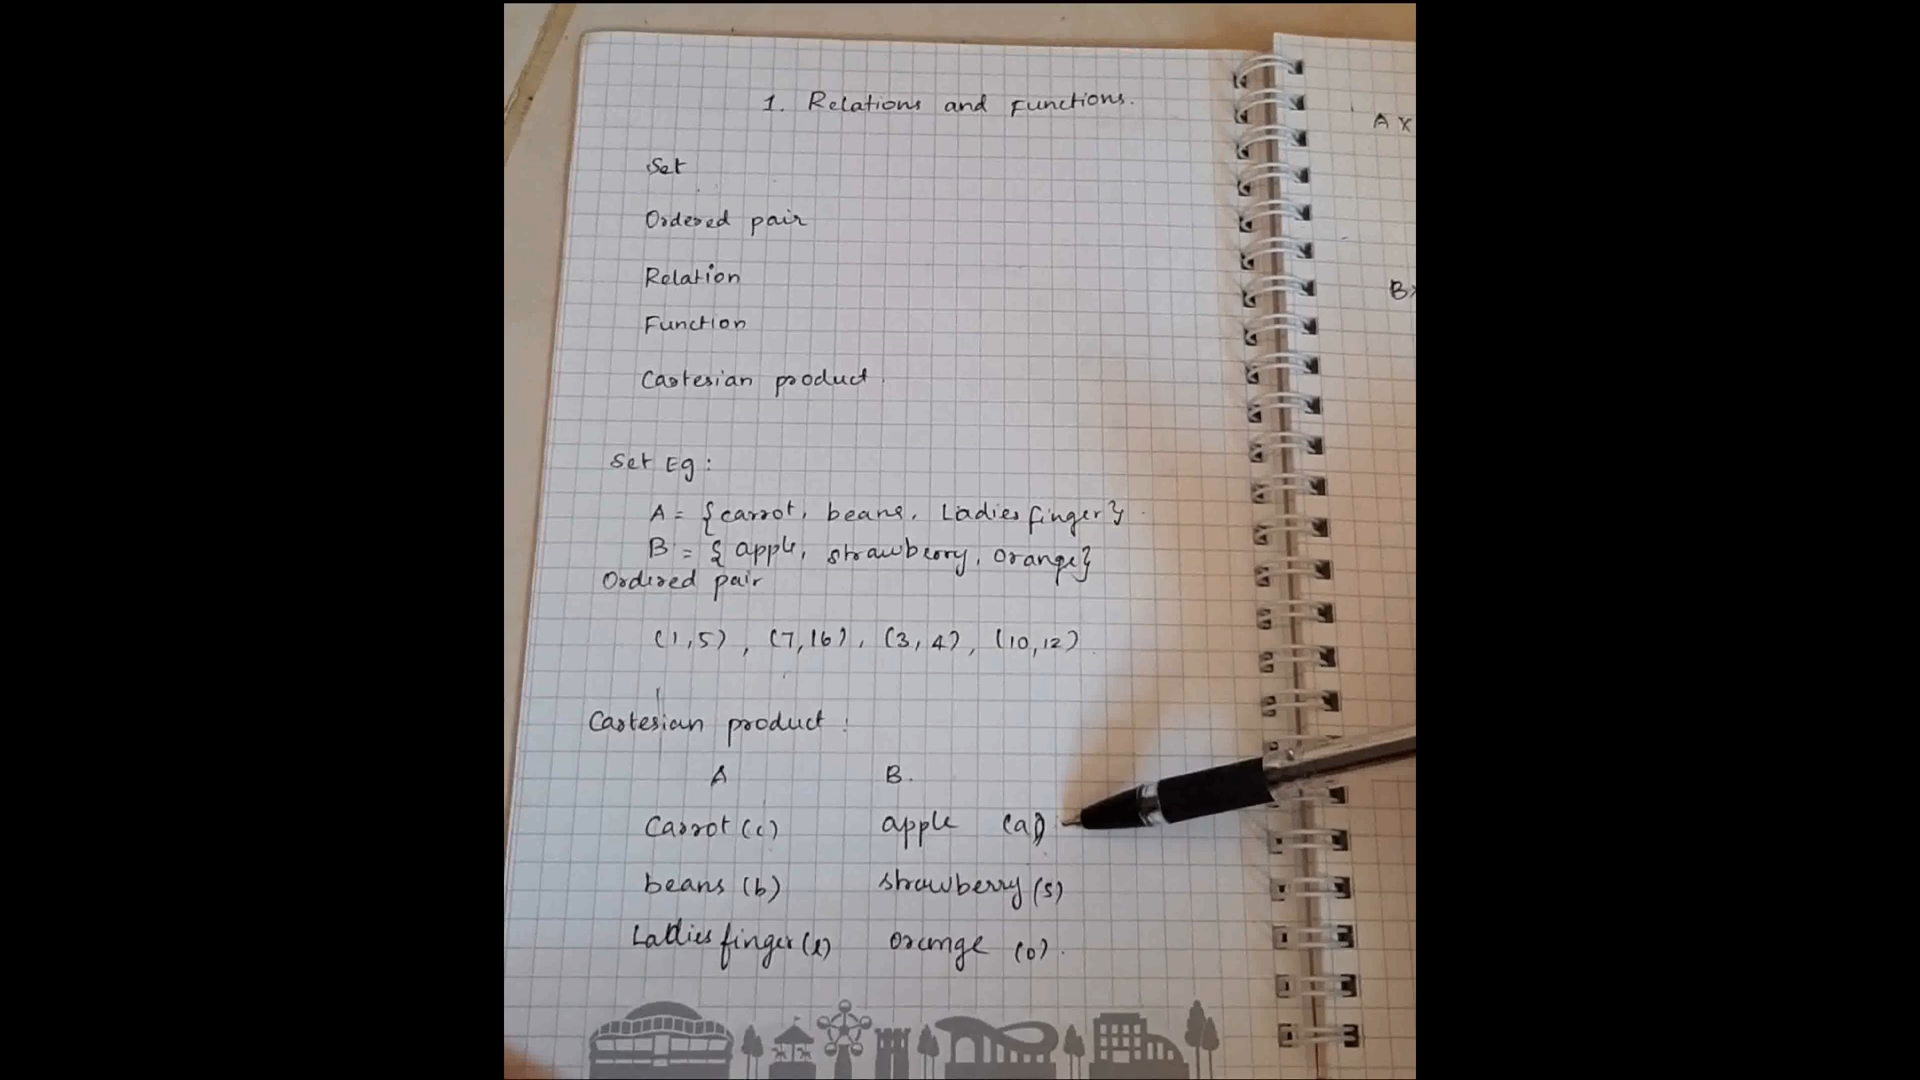 1. Relations and Functions.
Set
Ordered pair
Relation
Function
Cartesian product.
Set Eg:
A = {carrot, beans, Ladies finger}
B = {apple, strawberry, orange}
Ordered pair
(1,5), (7,16), (3,4), (10,12)
Cartesian product:
A B.
Carrot (c) apple (a)
beans (b) strawberry (s)
Ladies finger (l) orange (o).
A X
B